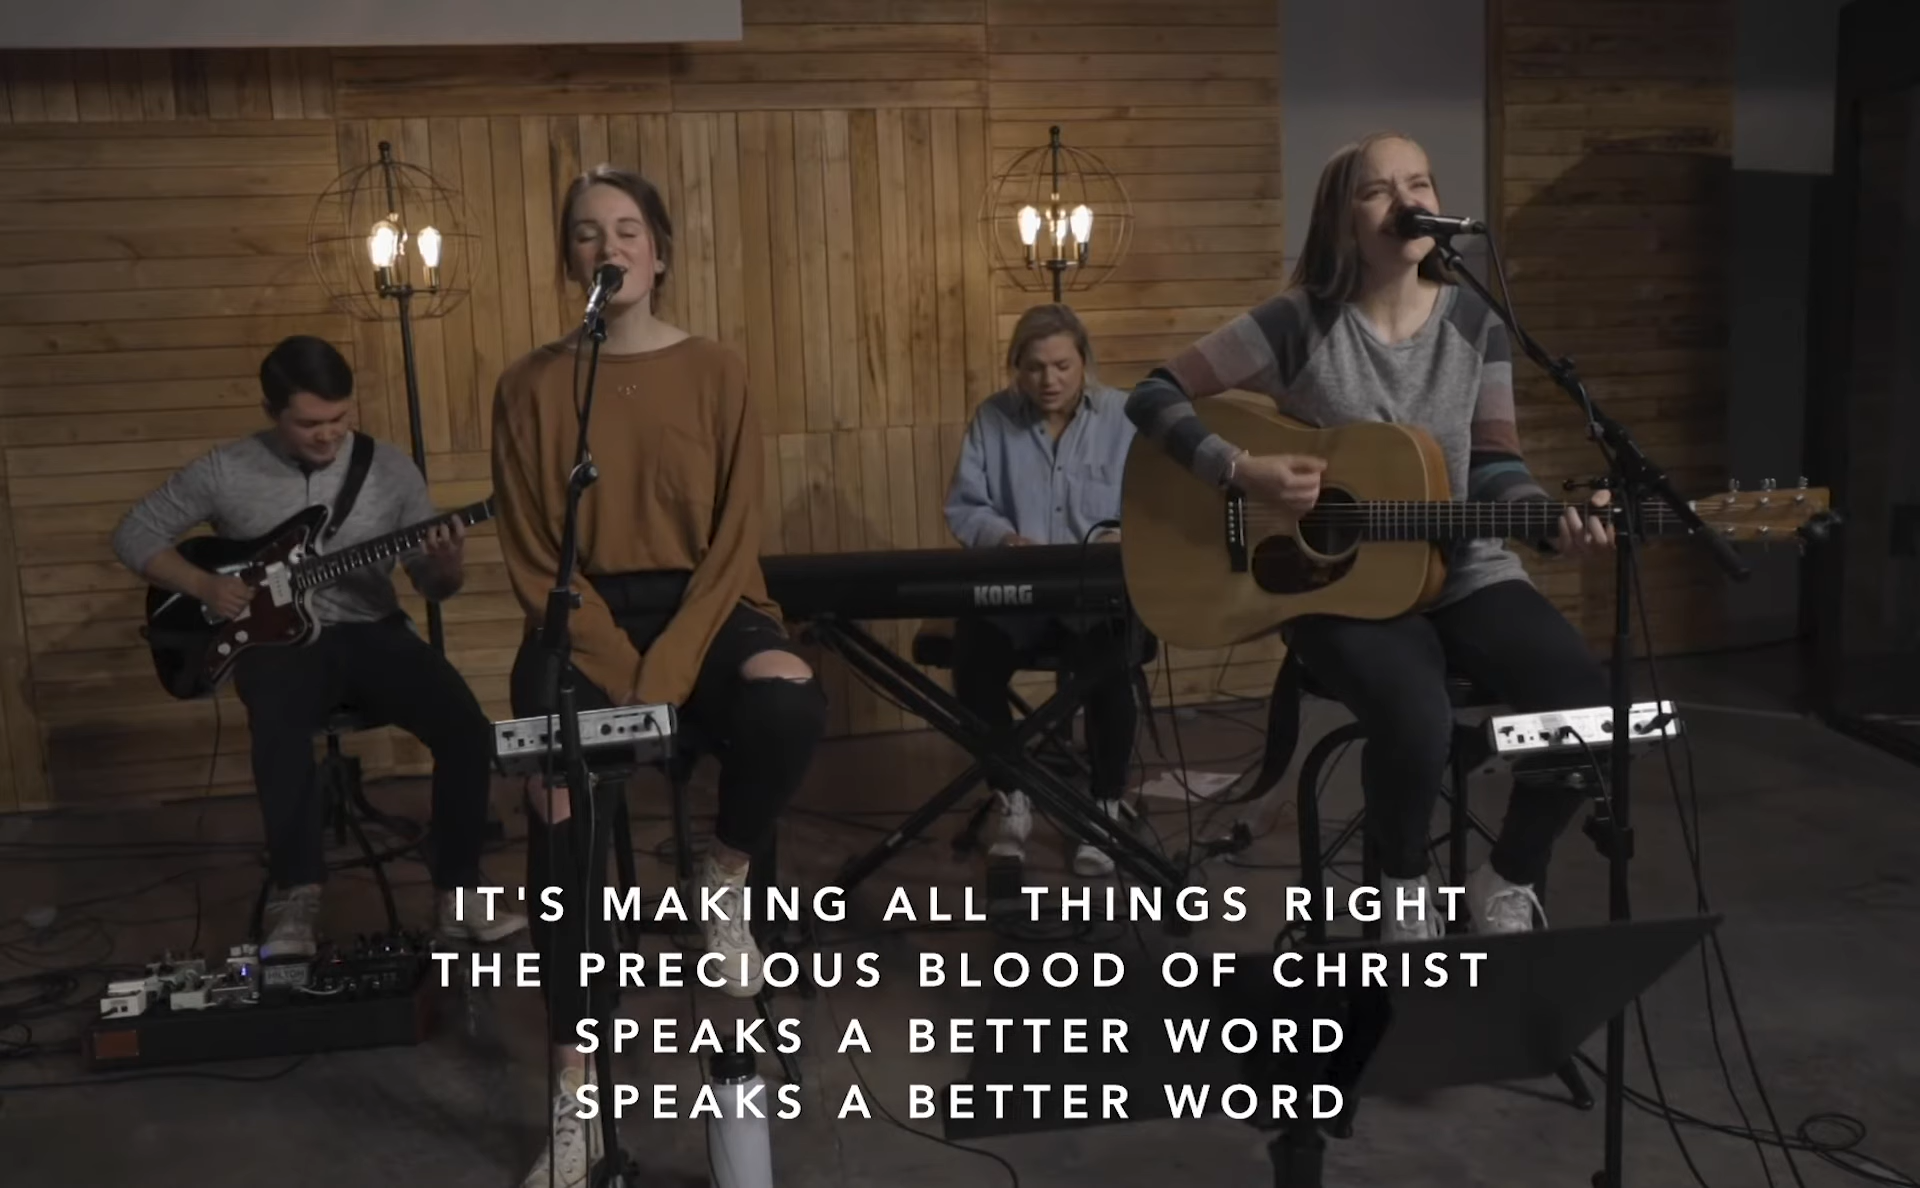 KORG
IT'S MAKING ALL THINGS RIGHT
THE PRECIOUS BLOOD OF CHRIST
SPEAKS A BETTER WORD
SPEAKS A BETTER WORD